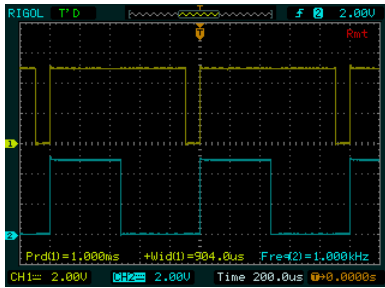 RIGOL T'D T ƒ 2 2.00V
T Rmt
1
2
Prd(1)=1.000ms +Wid(1)=904.0us Freq(2)=1.000kHz
CH1 2.00V CH2 2.00V Time 200.0us T→0.0000s